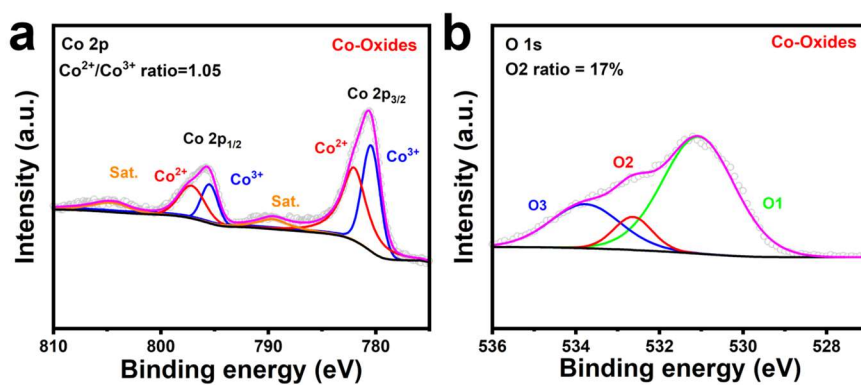 a
Co 2p
Co-Oxides
Co²⁺/Co³⁺ ratio=1.05
Co 2p₃/₂
Co 2p₁/₂
Co²⁺
Co³⁺
Sat.
Co²⁺
Co³⁺
Sat.
Intensity (a.u.)
810
800
790
780
Binding energy (eV)
b
O 1s
Co-Oxides
O2 ratio = 17%
O2
O3
O1
Intensity (a.u.)
536
534
532
530
528
Binding energy (eV)